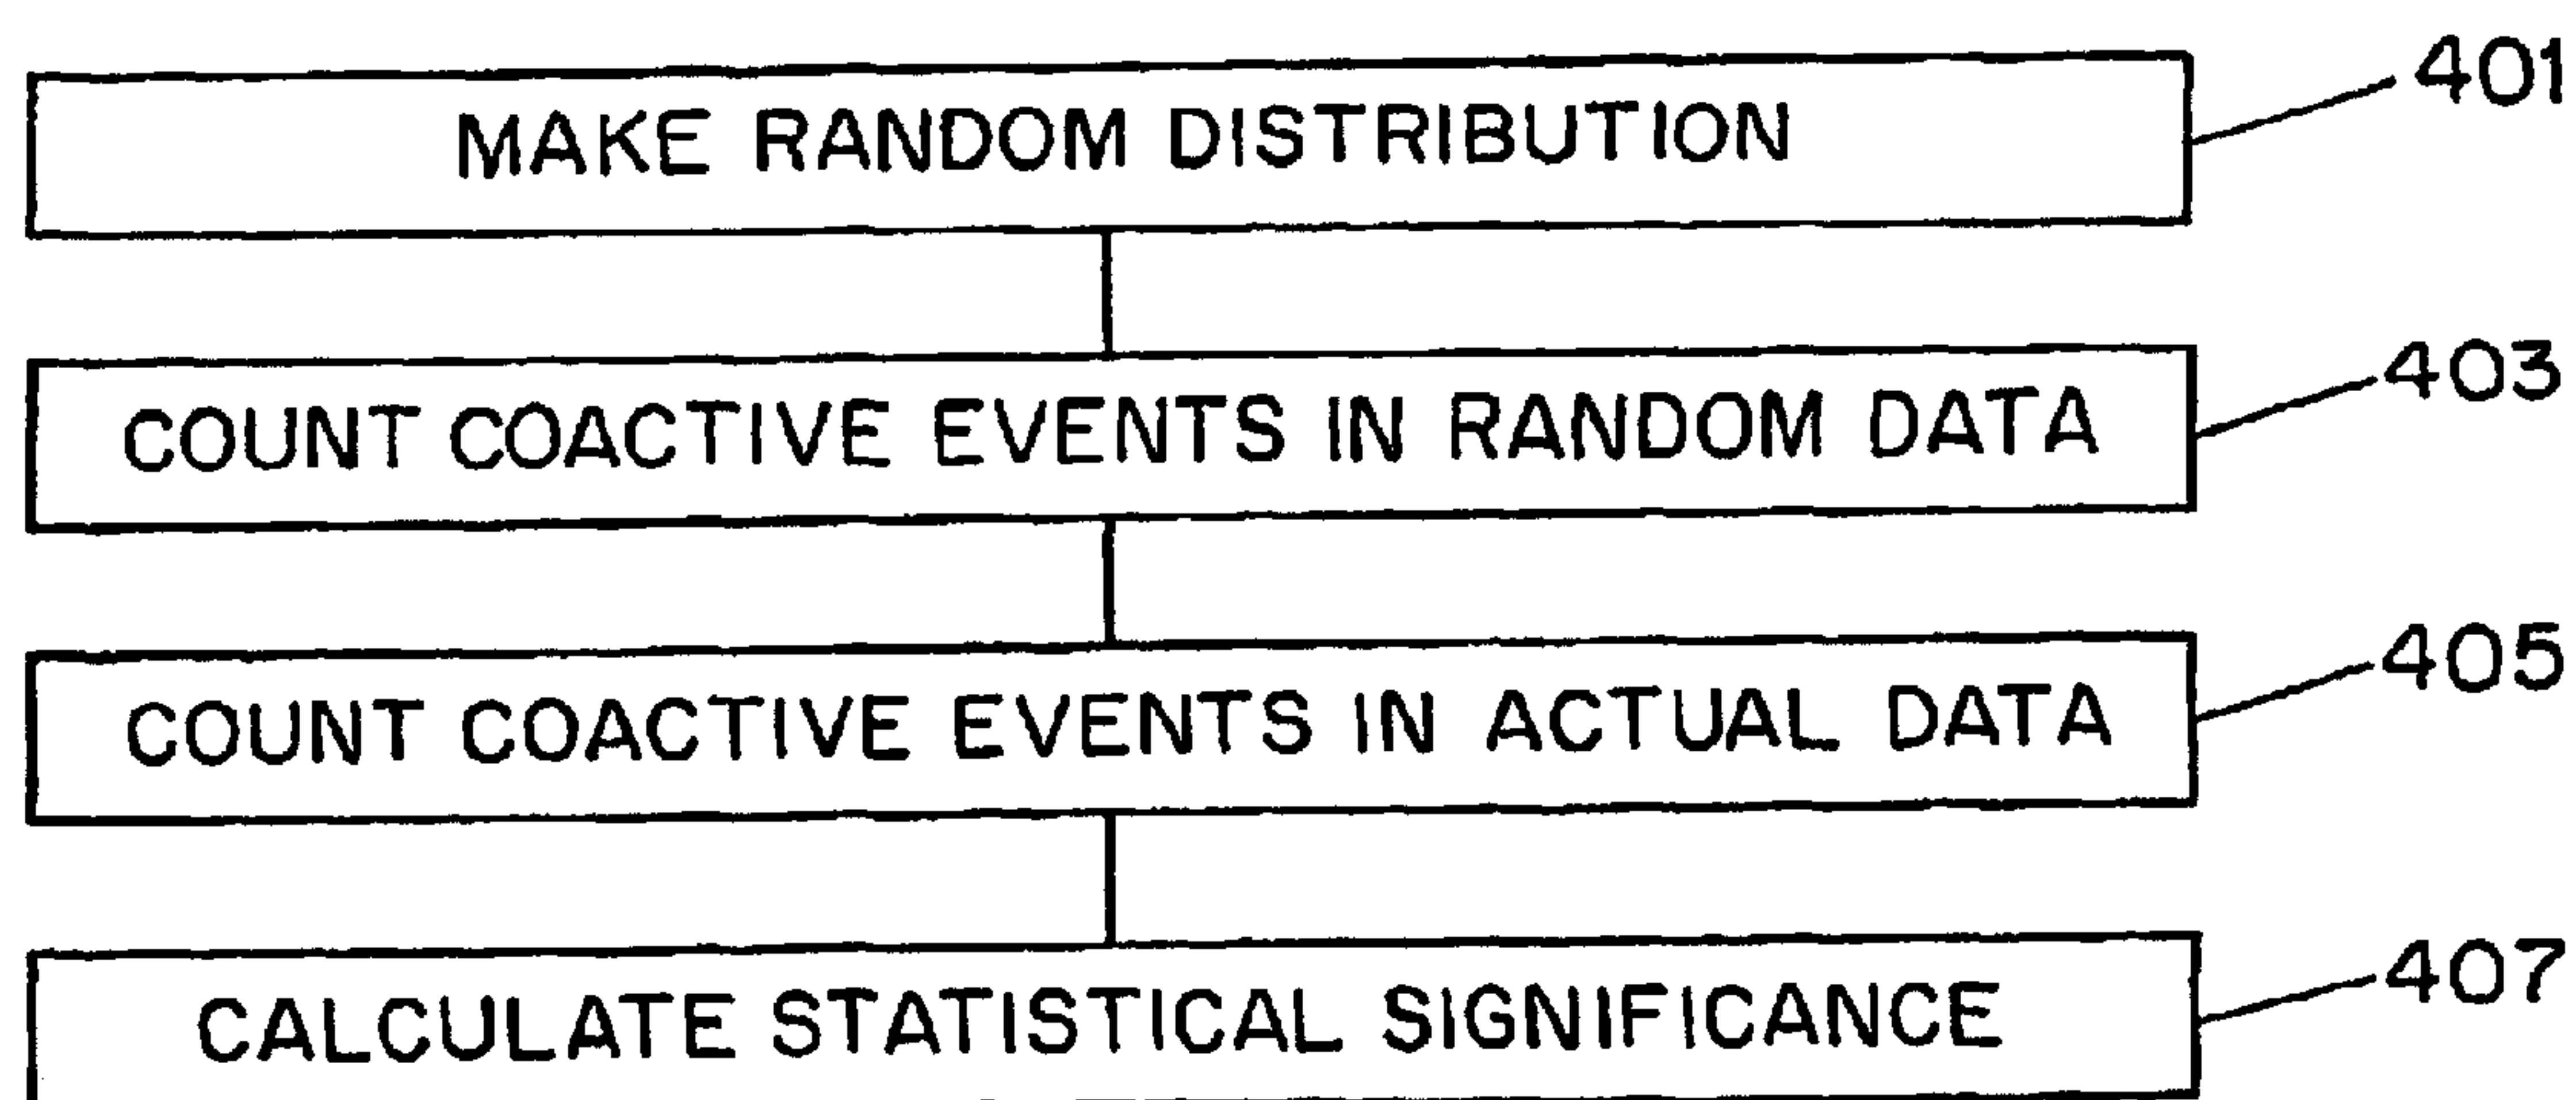 MAKE RANDOM DISTRIBUTION
401
COUNT COACTIVE EVENTS IN RANDOM DATA
403
COUNT COACTIVE EVENTS IN ACTUAL DATA
405
CALCULATE STATISTICAL SIGNIFICANCE
407